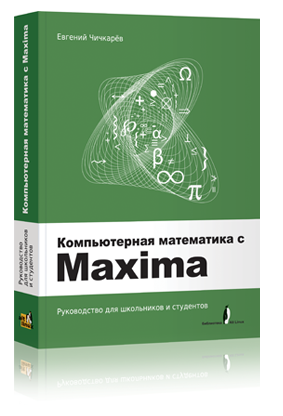 Евгений Чичкарёв
Компьютерная математика с
Maxima
Руководство для школьников и студентов
Компьютерная математика с Maxima
Руководство
для школьников
и студентов